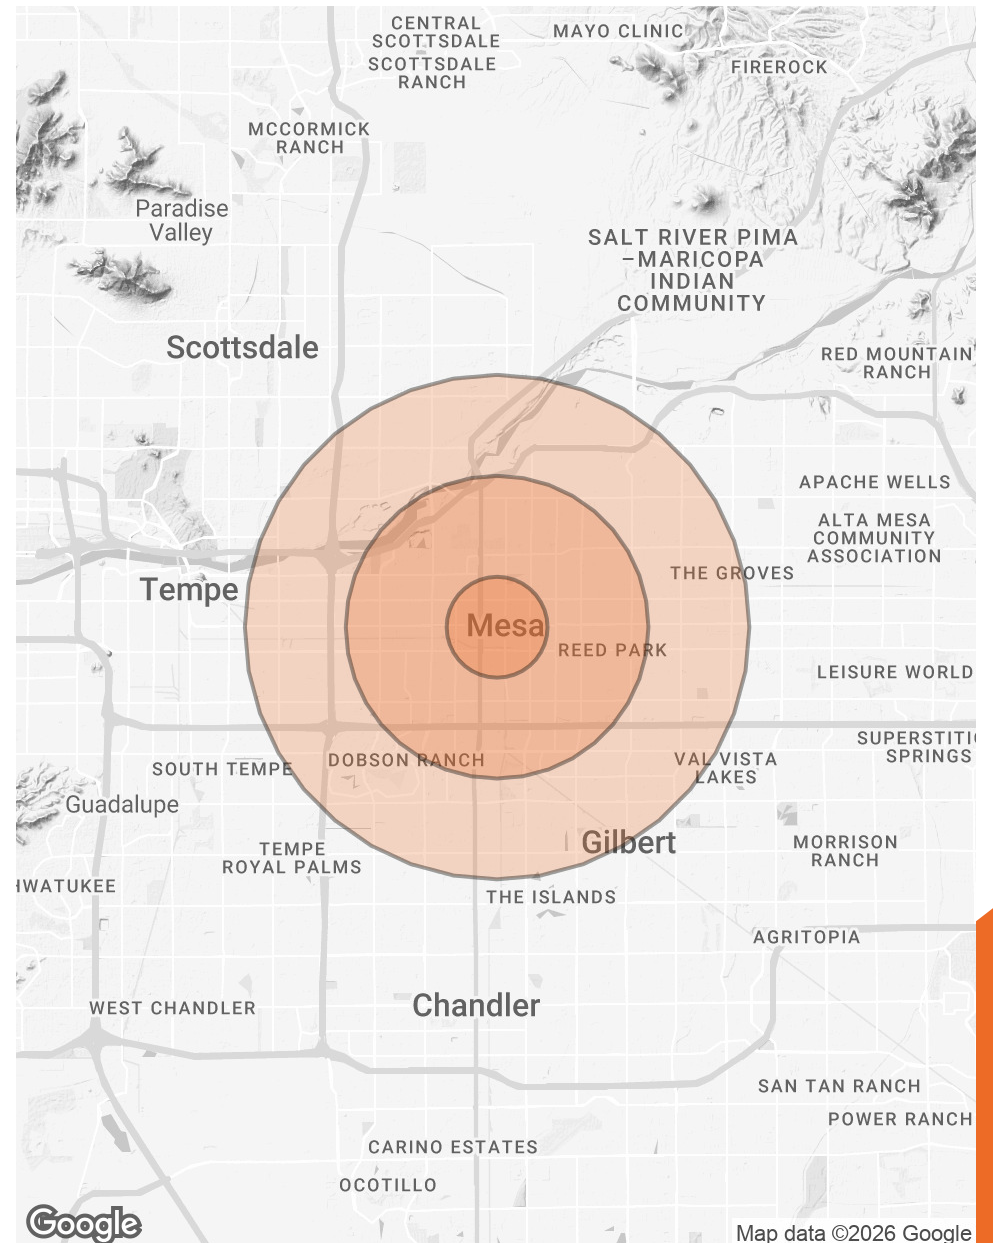 CENTRAL
SCOTTSDALE
MAYO CLINIC
SCOTTSDALE
RANCH
FIREROCK
MCCORMICK
RANCH
Paradise
Valley
SALT RIVER PIMA
–MARICOPA
INDIAN
COMMUNITY
Scottsdale
RED MOUNTAIN
RANCH
APACHE WELLS
ALTA MESA
COMMUNITY
ASSOCIATION
THE GROVES
Tempe
Mesa
REED PARK
LEISURE WORLD
SUPERSTITIO
SPRINGS
DOBSON RANCH
VAL VISTA
LAKES
SOUTH TEMPE
Guadalupe
Gilbert
MORRISON
RANCH
TEMPE
ROYAL PALMS
HWATUKEE
THE ISLANDS
AGRITOPIA
WEST CHANDLER
Chandler
SAN TAN RANCH
POWER RANCH
CARINO ESTATES
OCOTILLO
Google
Map data ©2026 Google